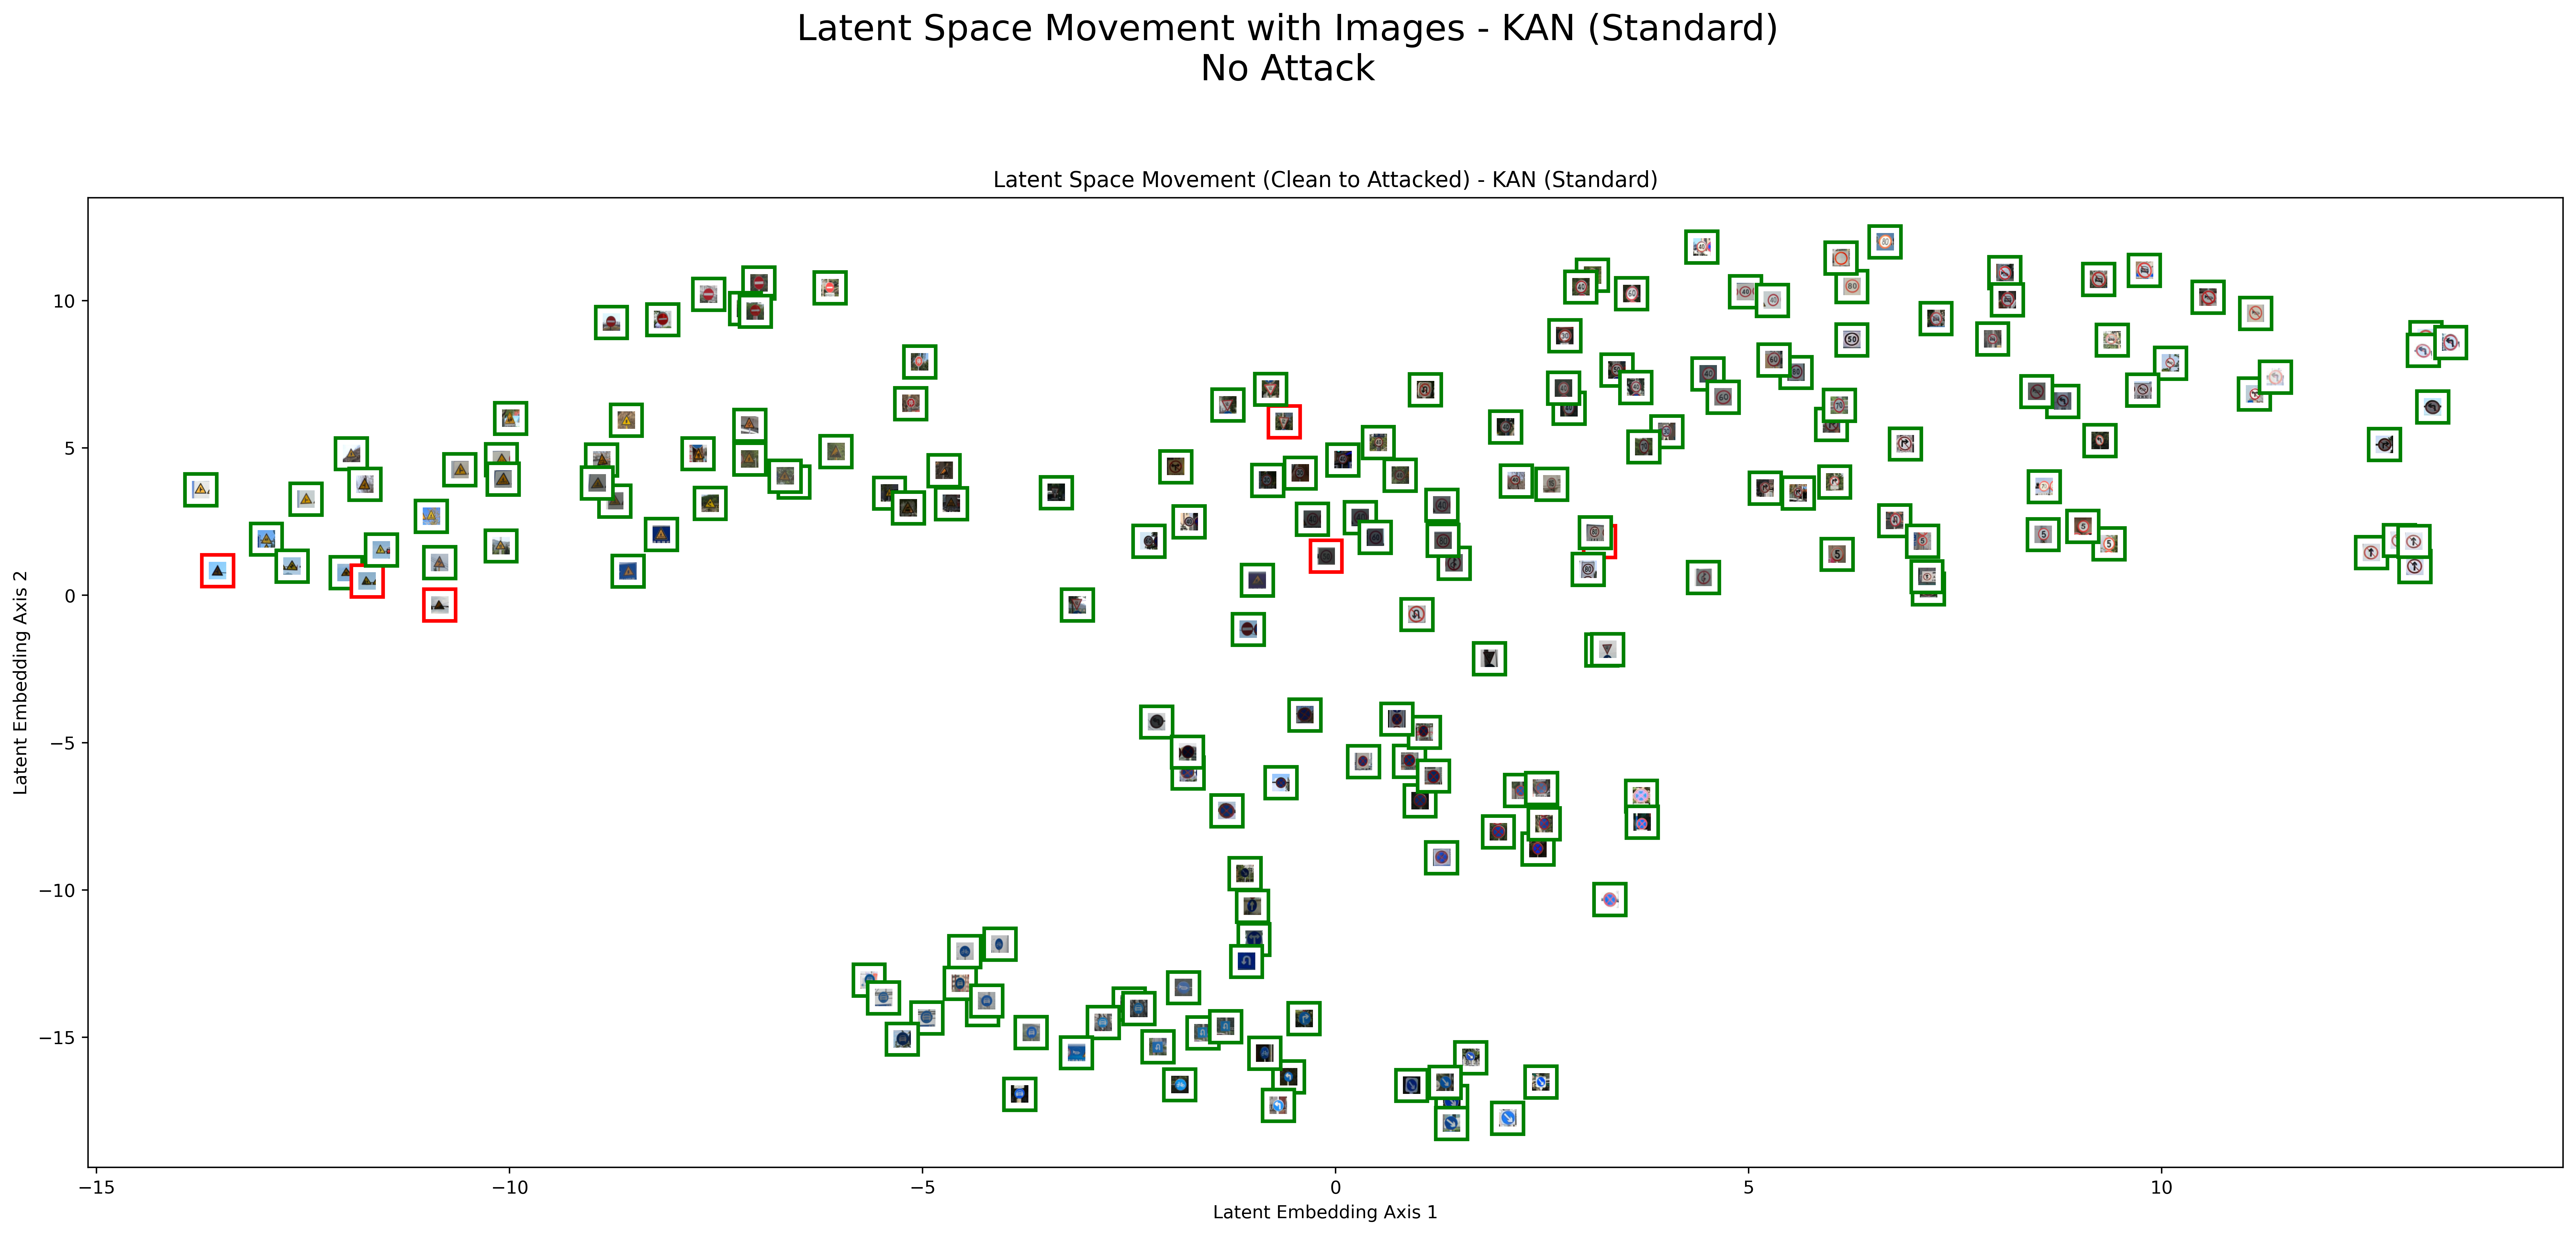 Latent Space Movement with Images - KAN (Standard)
No Attack
Latent Space Movement (Clean to Attacked) - KAN (Standard)
Latent Embedding Axis 2
10
5
0
−5
−10
−15
−15
−10
−5
0
5
10
Latent Embedding Axis 1